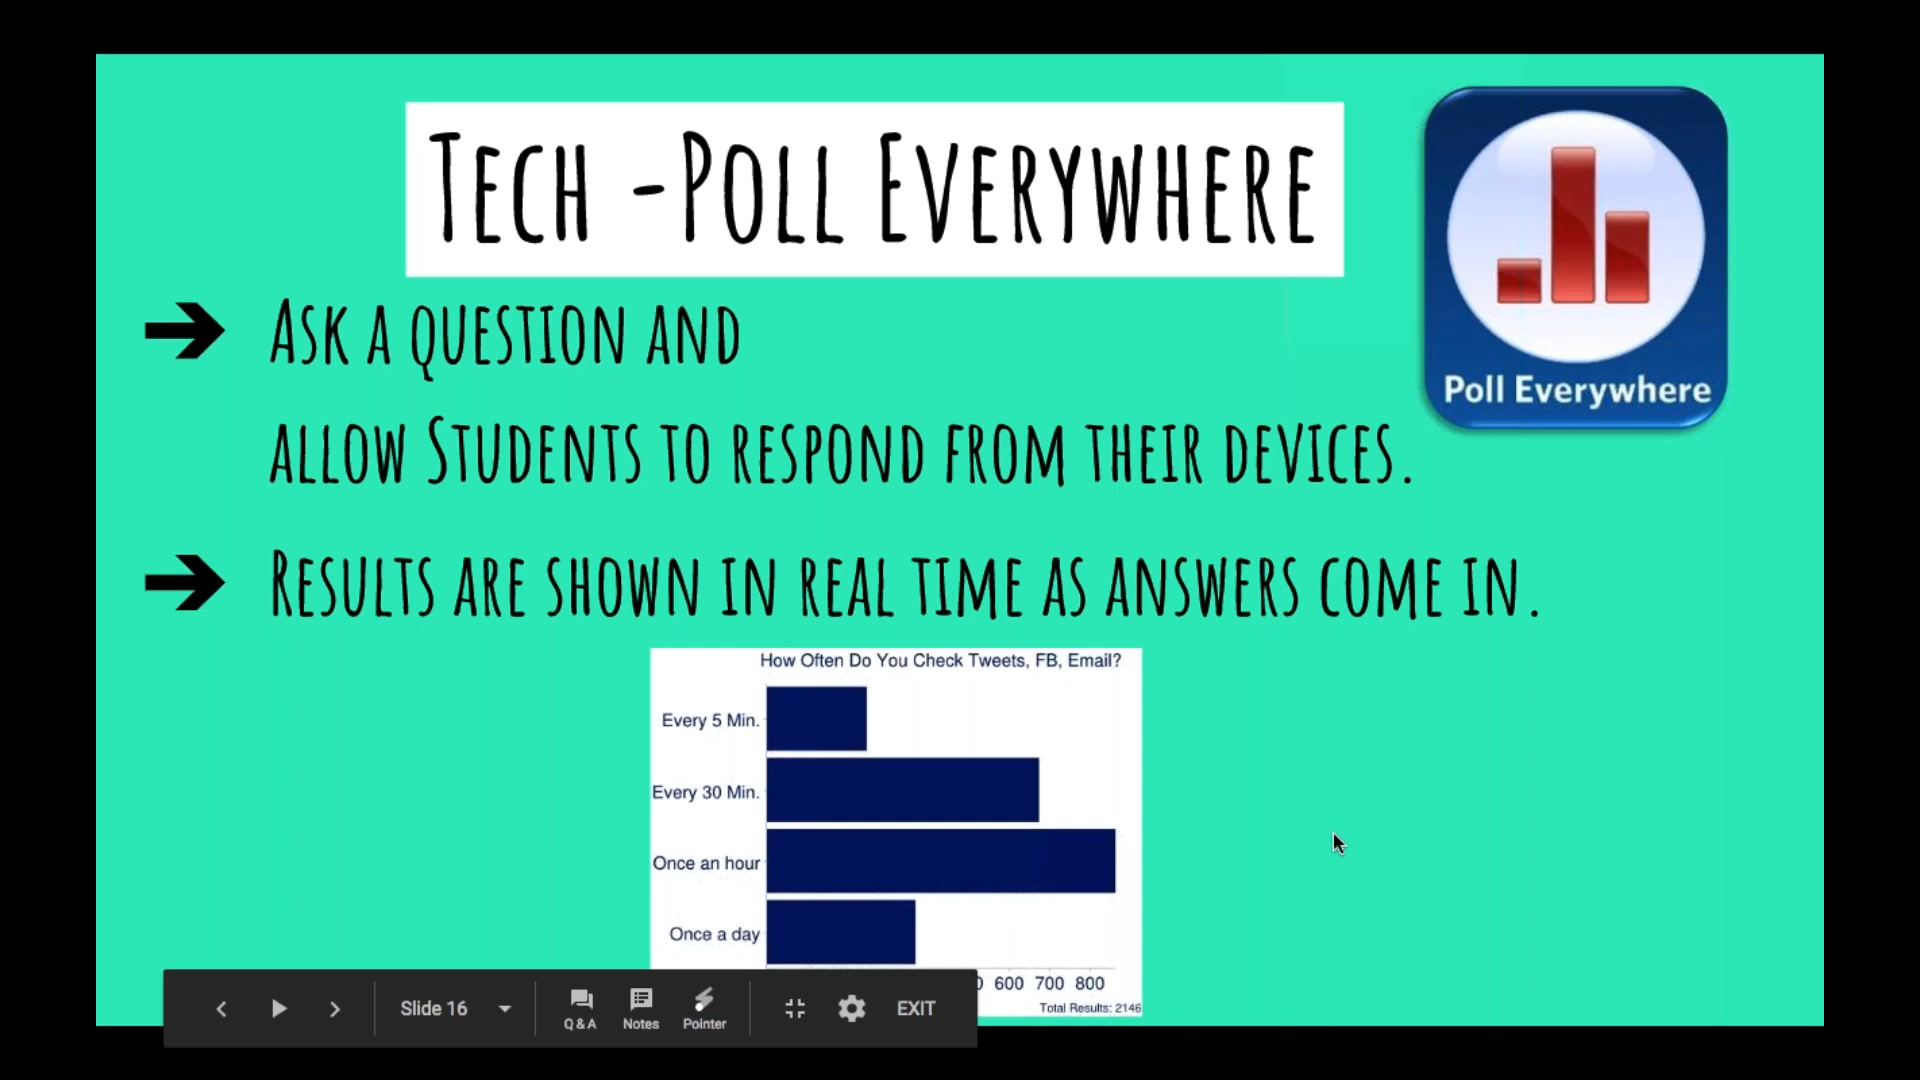 Tech -Poll Everywhere
Poll Everywhere
Ask a question and
allow Students to respond from their devices.
Results are shown in real time as answers come in.
How Often Do You Check Tweets, FB, Email?
Every 5 Min.
Every 30 Min.
Once an hour
Once a day
600 700 800
Total Results: 2146
Slide 16
Q & A
Notes
Pointer
EXIT